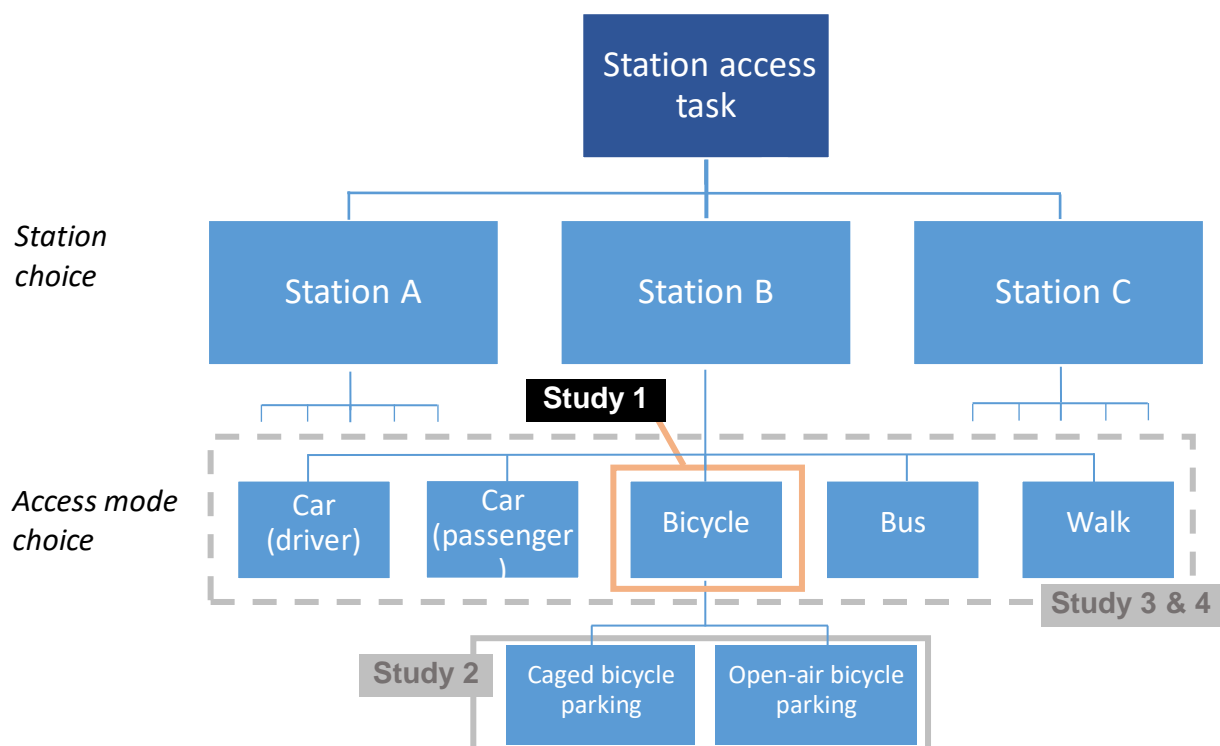 Station access
task
Station
choice
Station A
Station B
Station C
Study 1
Access mode
choice
Car
(driver)
Car
(passenger
)
Bicycle
Bus
Walk
Study 3 & 4
Study 2
Caged bicycle
parking
Open-air bicycle
parking